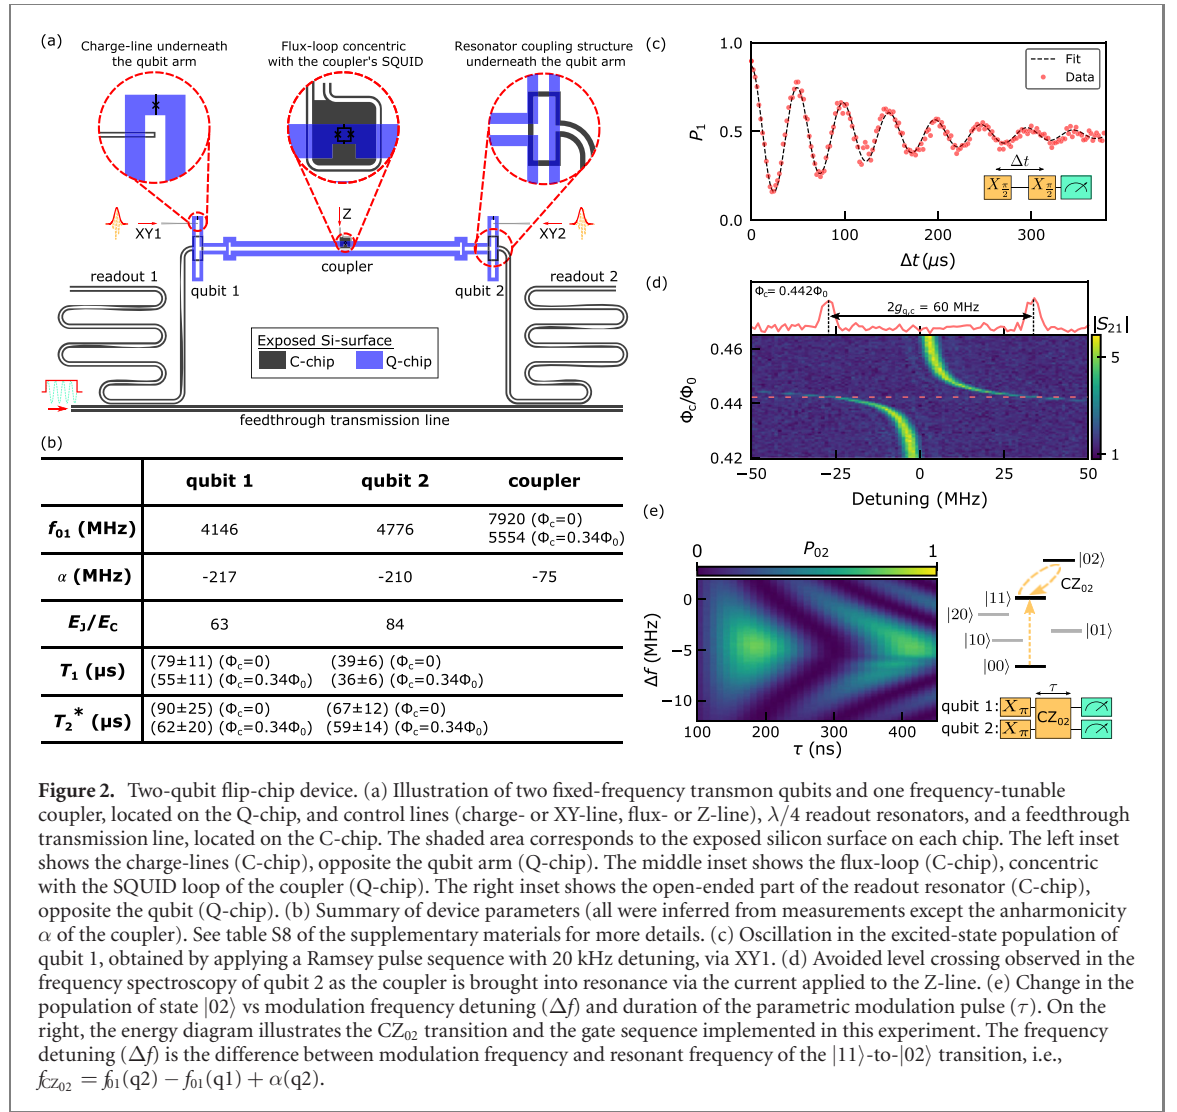 (a)
Charge-line underneath
the qubit arm
Flux-loop concentric
with the coupler's SQUID
Resonator coupling structure
underneath the qubit arm
XY1
Z
XY2
coupler
readout 1
qubit 1
qubit 2
readout 2
Exposed Si-surface
C-chip
Q-chip
feedthrough transmission line
(b)
qubit 1 qubit 2 coupler
f01 (MHz) 4146 4776 7920 (Φc=0)
5554 (Φc=0.34Φ0)
α (MHz) -217 -210 -75
EJ/EC 63 84
T1 (μs) (79±11) (Φc=0) (39±6) (Φc=0)
(55±11) (Φc=0.34Φ0) (36±6) (Φc=0.34Φ0)
T2* (μs) (90±25) (Φc=0) (67±12) (Φc=0)
(62±20) (Φc=0.34Φ0) (59±14) (Φc=0.34Φ0)
(c)
1.0
0.5
0.0
P1
Fit
Data
Δt
Xπ/2 Xπ/2
0 100 200 300
Δt (μs)
(d)
Φc= 0.442Φ0
2gq,c = 60 MHz
|S21|
5
1
0.46
0.44
0.42
Φc/Φ0
−50 −25 0 25 50
Detuning (MHz)
(e)
0 P02 1
0
−5
−10
Δf (MHz)
100 200 300 400
τ (ns)
|02⟩
CZ02
|11⟩
|20⟩
|01⟩
|10⟩
|00⟩
τ
qubit 1: Xπ
CZ02
qubit 2: Xπ
Figure 2. Two-qubit flip-chip device. (a) Illustration of two fixed-frequency transmon qubits and one frequency-tunable
coupler, located on the Q-chip, and control lines (charge- or XY-line, flux- or Z-line), λ/4 readout resonators, and a feedthrough
transmission line, located on the C-chip. The shaded area corresponds to the exposed silicon surface on each chip. The left inset
shows the charge-lines (C-chip), opposite the qubit arm (Q-chip). The middle inset shows the flux-loop (C-chip), concentric
with the SQUID loop of the coupler (Q-chip). The right inset shows the open-ended part of the readout resonator (C-chip),
opposite the qubit (Q-chip). (b) Summary of device parameters (all were inferred from measurements except the anharmonicity
α of the coupler). See table S8 of the supplementary materials for more details. (c) Oscillation in the excited-state population of
qubit 1, obtained by applying a Ramsey pulse sequence with 20 kHz detuning, via XY1. (d) Avoided level crossing observed in the
frequency spectroscopy of qubit 2 as the coupler is brought into resonance via the current applied to the Z-line. (e) Change in the
population of state |02⟩ vs modulation frequency detuning (Δf) and duration of the parametric modulation pulse (τ). On the
right, the energy diagram illustrates the CZ02 transition and the gate sequence implemented in this experiment. The frequency
detuning (Δf) is the difference between modulation frequency and resonant frequency of the |11⟩-to-|02⟩ transition, i.e.,
fCZ02 = f01(q2) − f01(q1) + α(q2).